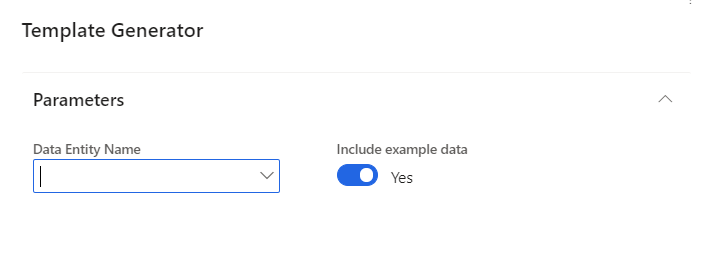 Template Generator
Parameters
Data Entity Name
Include example data
Yes